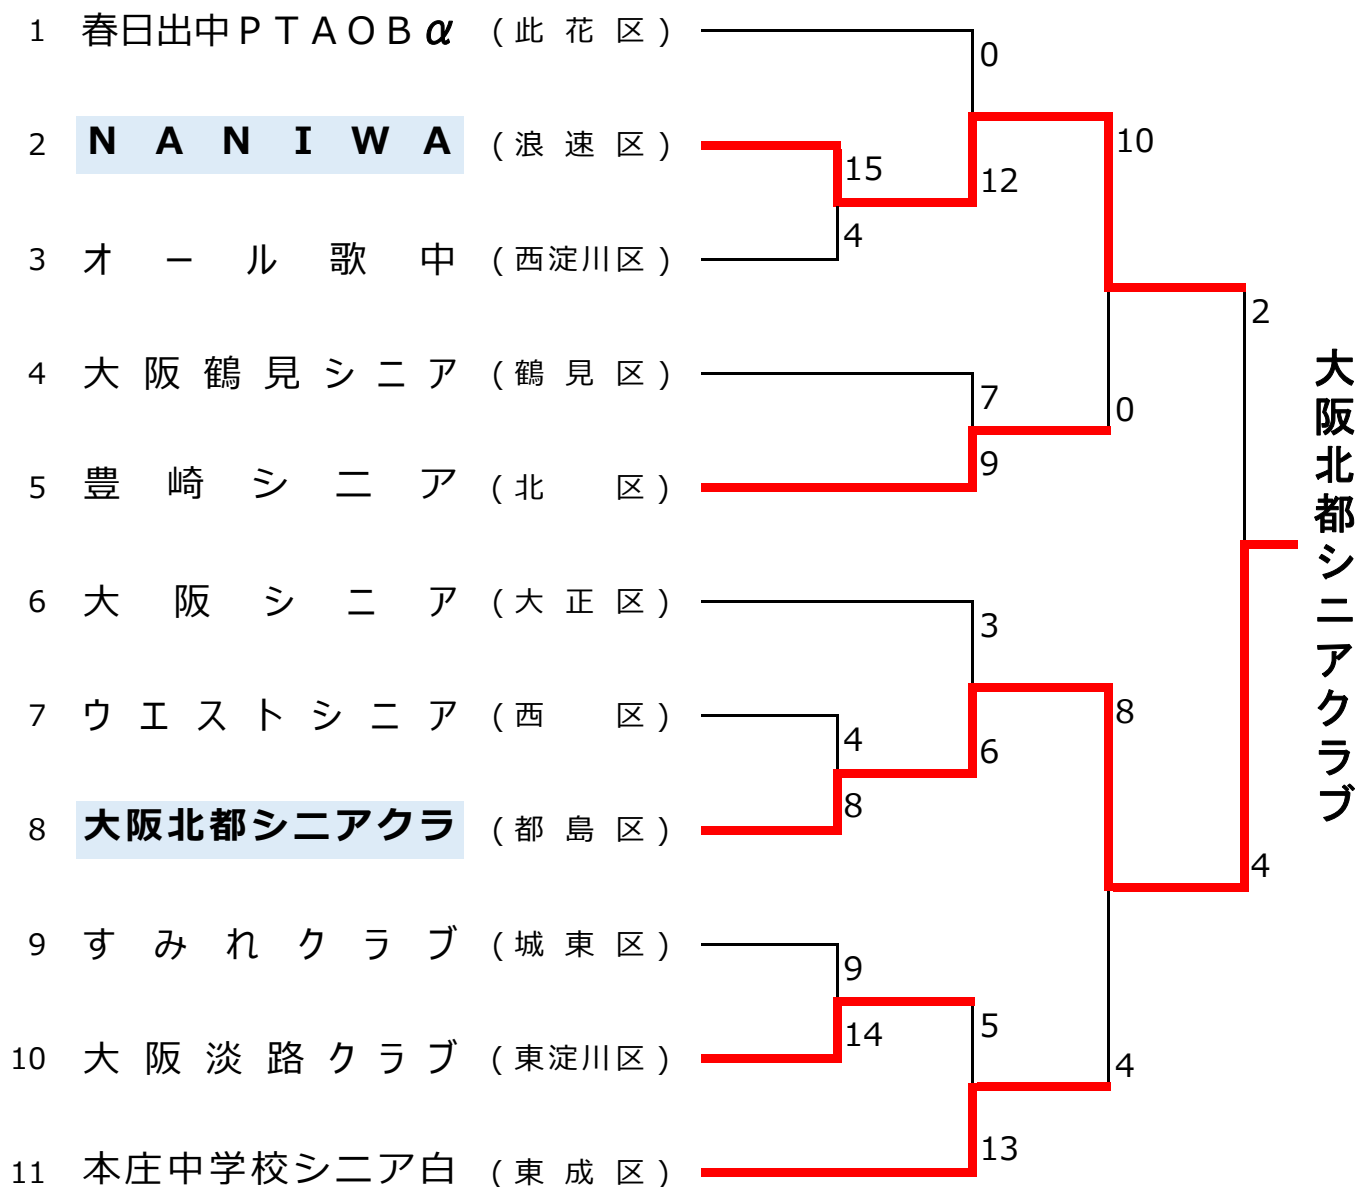 1 春日出中ＰＴＡＯＢα (此花区)
2 ＮＡＮＩＷＡ (浪速区)
3 オール歌中 (西淀川区)
4 大阪鶴見シニア (鶴見区)
5 豊崎シニア (北区)
6 大阪シニア (大正区)
7 ウエストシニア (西区)
8 大阪北都シニアクラ (都島区)
9 すみれクラブ (城東区)
10 大阪淡路クラブ (東淀川区)
11 本庄中学校シニア白 (東成区)
0
10
15
12
4
2
7
0
9
3
8
4
6
8
4
9
14
5
4
13
大阪北都シニアクラブ